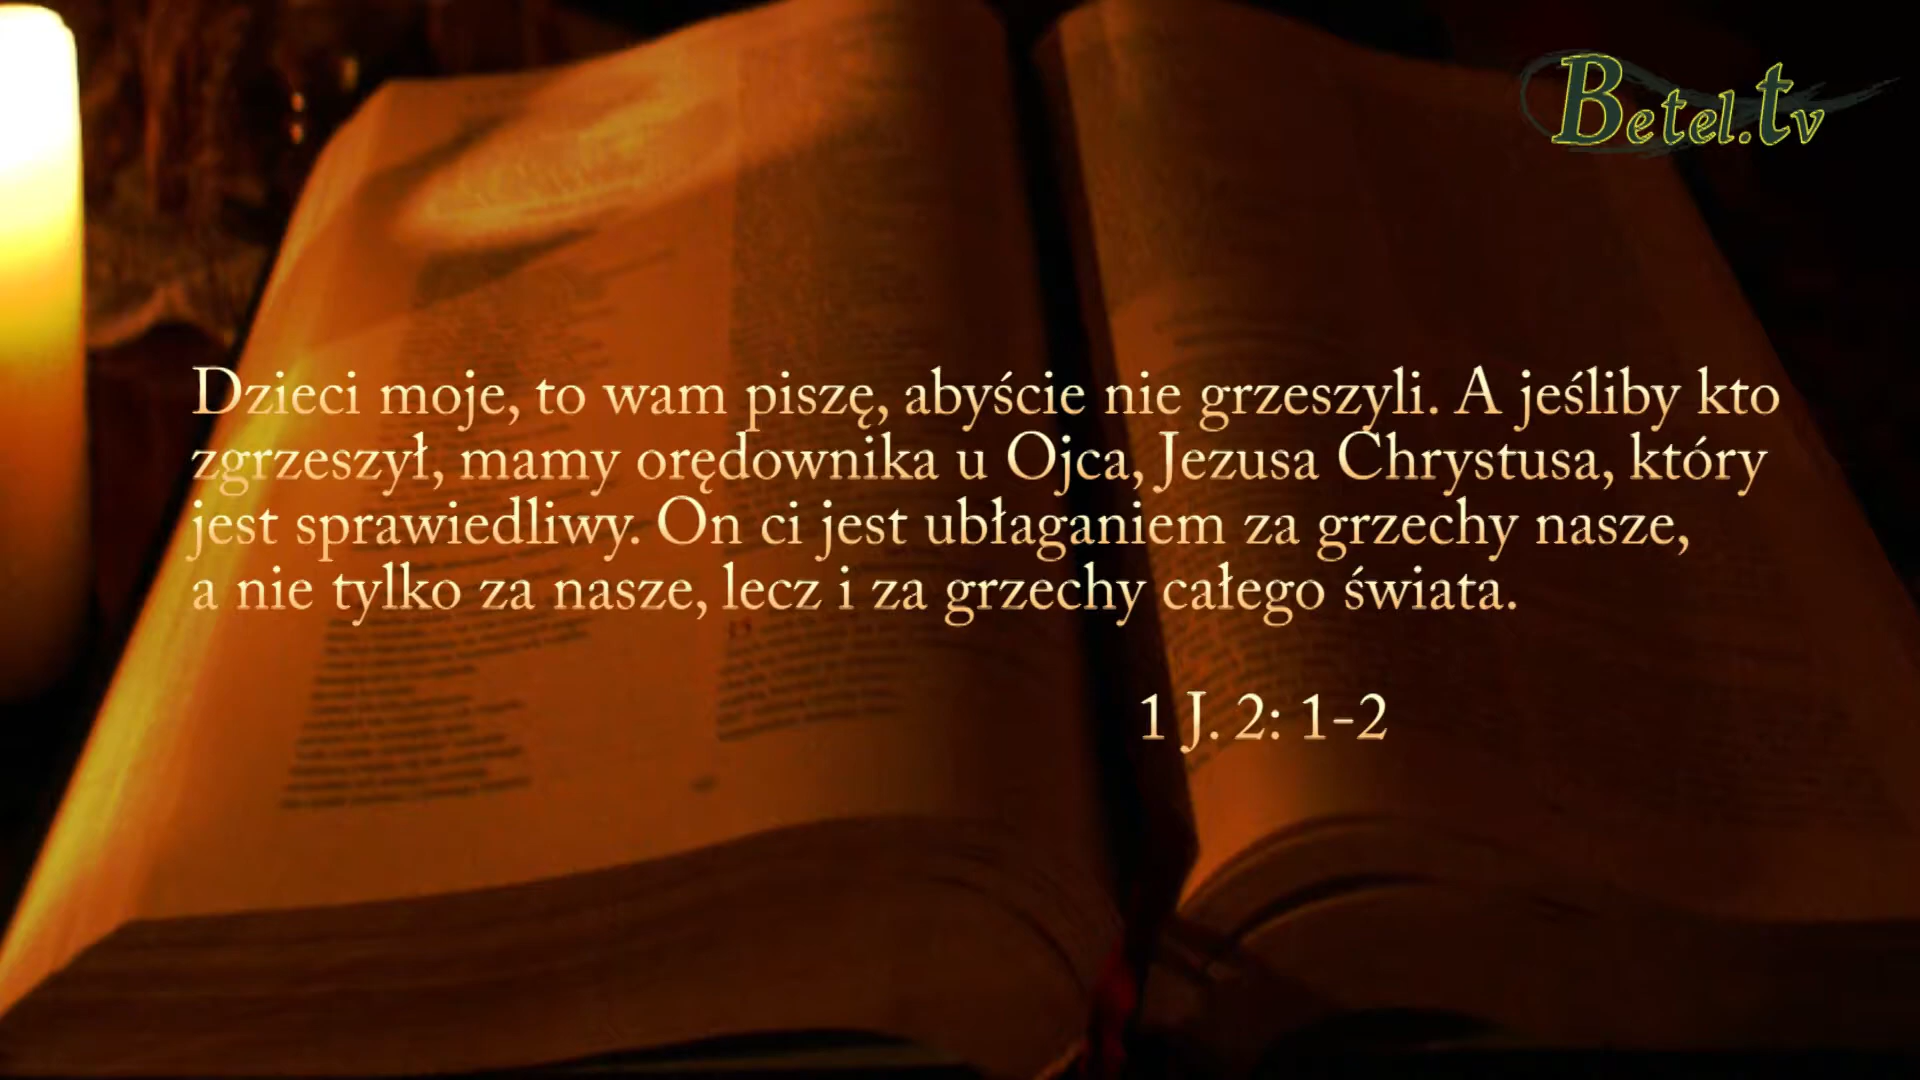 Betel.tv
Dzieci moje, to wam piszę, abyście nie grzeszyli. A jeśliby kto
zgrzeszył, mamy orędownika u Ojca, Jezusa Chrystusa, który
jest sprawiedliwy. On ci jest ubłaganiem za grzechy nasze,
a nie tylko za nasze, lecz i za grzechy całego świata.
1 J. 2: 1-2